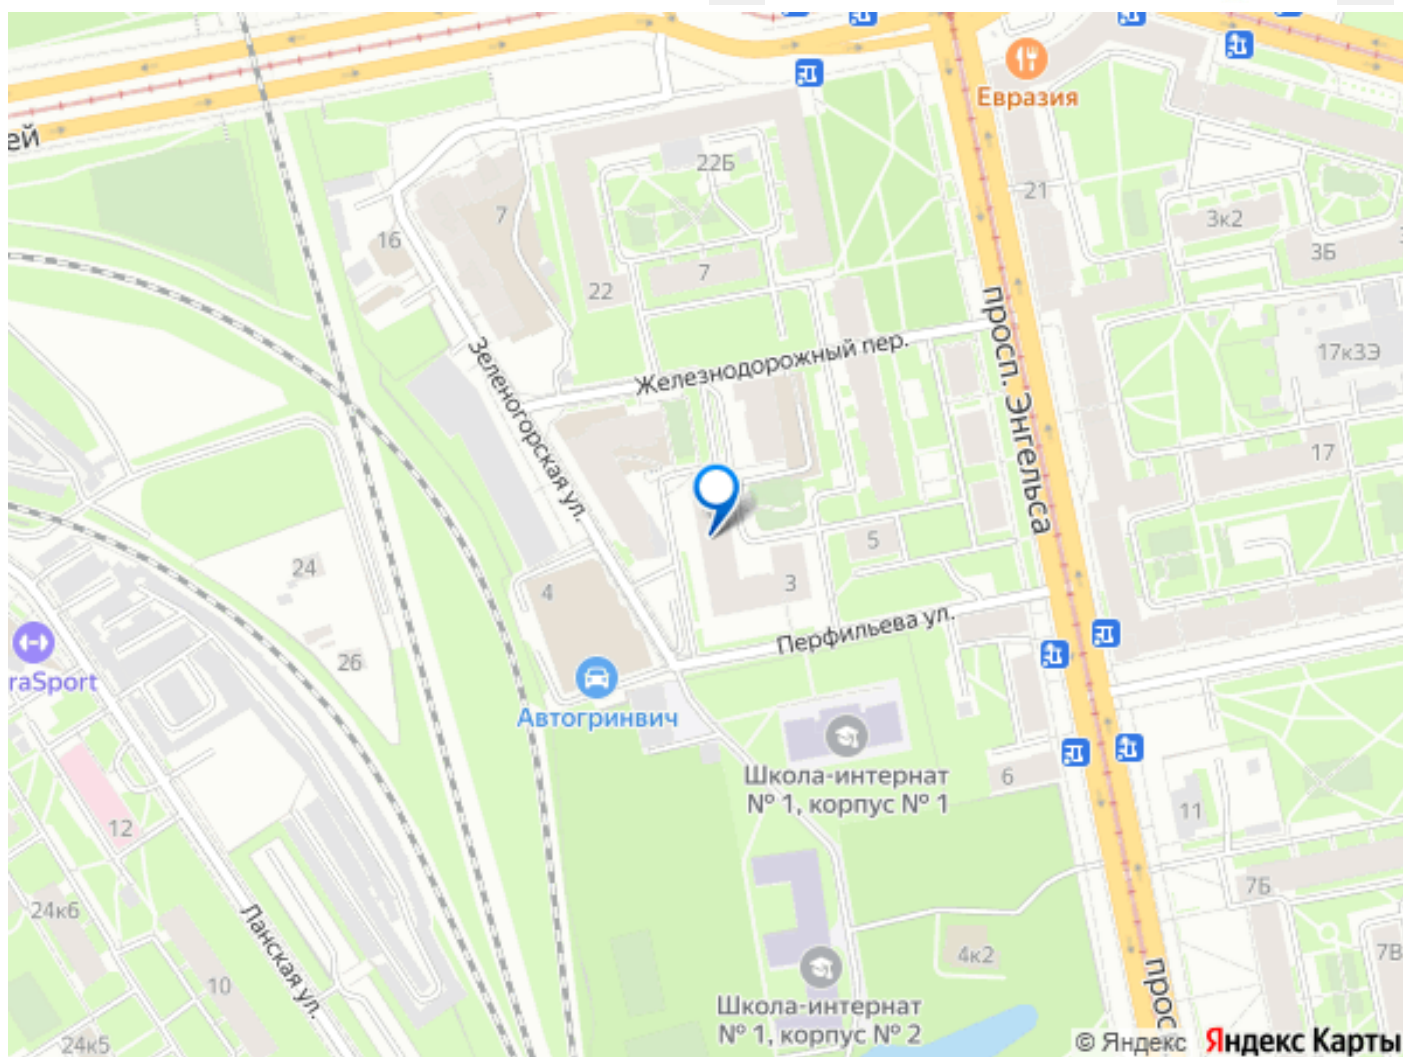 ей
Евразия
22Б
21
7
16
3к2
3Б
22
7
просп. Энгельса
17к3Э
Железнодорожный пер.
Зеленогорская ул.
17
5
24
4
3
Перфильева ул.
26
raSport
Автогринвич
Школа-интернат
№ 1, корпус № 1
6
11
12
7Б
24к6
Ланская ул.
10
4к2
7В
прос
Школа-интернат
№ 1, корпус № 2
24к5
© Яндекс Яндекс Карты